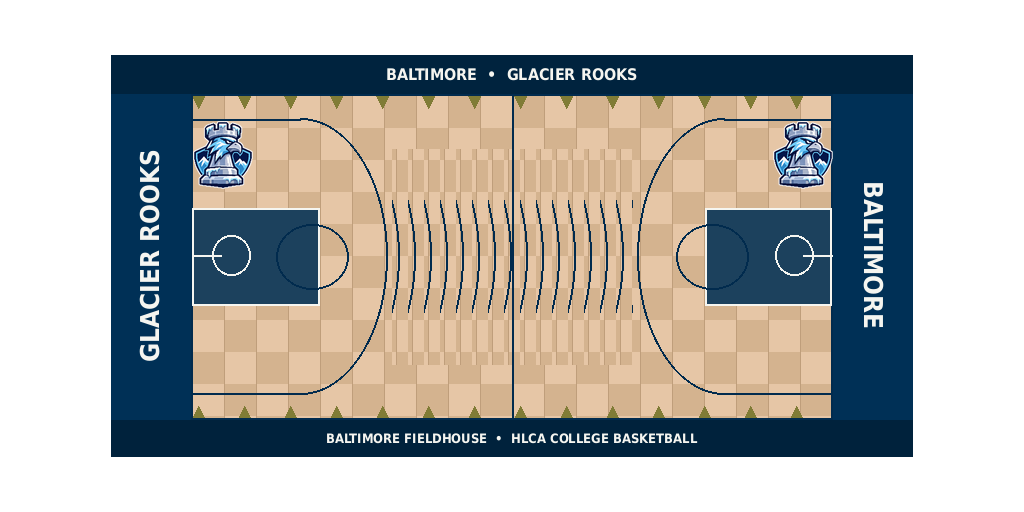 BALTIMORE • GLACIER ROOKS
GLACIER ROOKS
BALTIMORE
BALTIMORE FIELDHOUSE • HLCA COLLEGE BASKETBALL